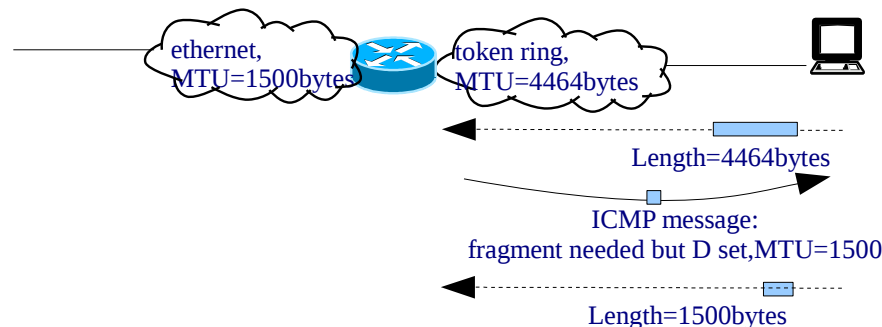 ethernet,
MTU=1500bytes
token ring,
MTU=4464bytes
Length=4464bytes
ICMP message:
fragment needed but D set,MTU=1500
Length=1500bytes